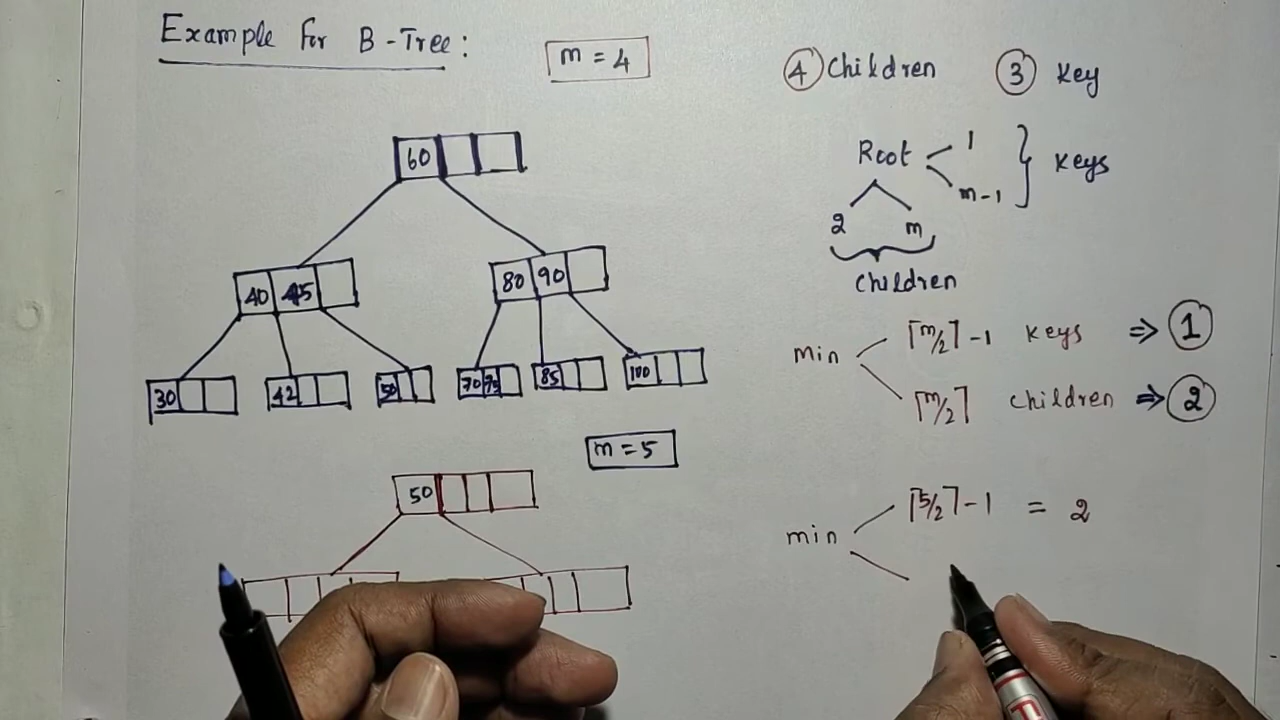 Example for B-Tree:
m = 4
4 Children 3 Key
60
Root 1
m-1
} Keys
2 m
Children
40 45
80 90
min ⌈m/2⌉-1 Keys ⇒ 1
⌈m/2⌉ children ⇒ 2
30 42 50 70 85 100
m = 5
50
min ⌈5/2⌉-1 = 2